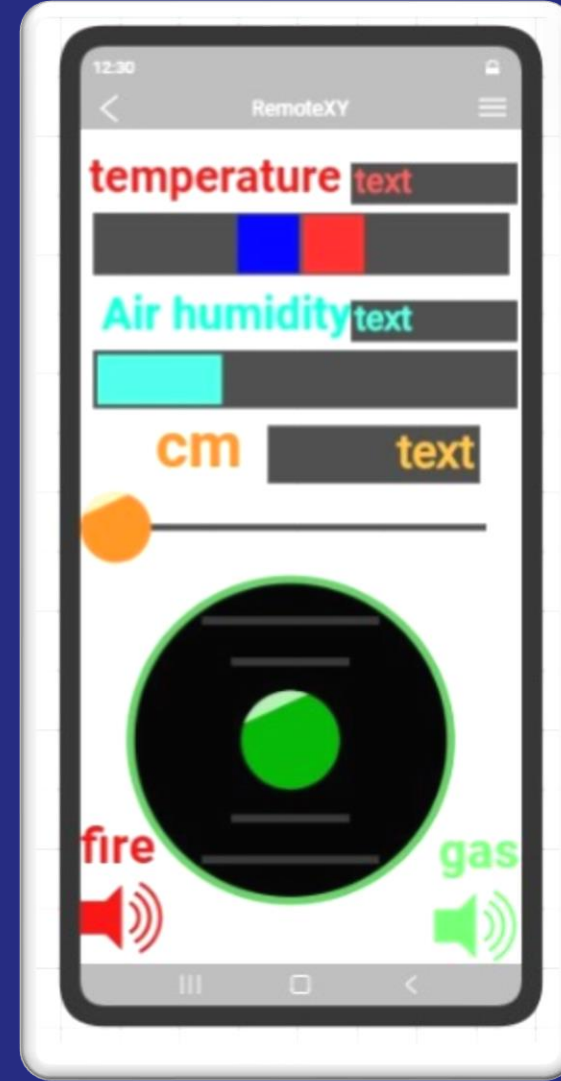 12:30
RemoteXY
temperature text
Air humidity text
cm text
fire
gas